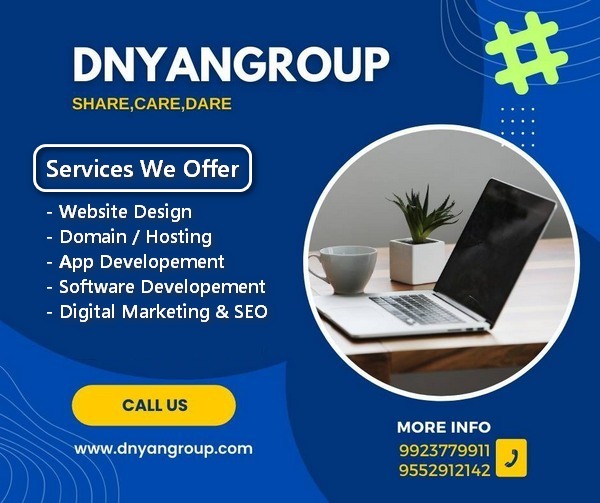 DNYANGROUP
SHARE,CARE,DARE
Services We Offer
- Website Design
- Domain / Hosting
- App Developement
- Software Developement
- Digital Marketing & SEO
CALL US
www.dnyangroup.com
MORE INFO
9923779911
9552912142